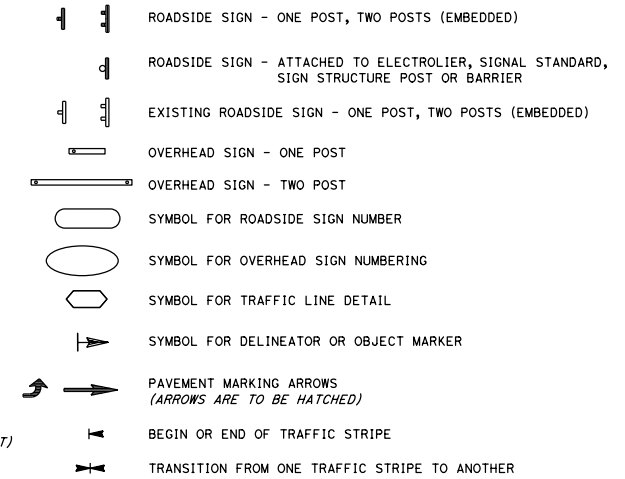 ROADSIDE SIGN - ONE POST, TWO POSTS (EMBEDDED)
ROADSIDE SIGN - ATTACHED TO ELECTROLIER, SIGNAL STANDARD,
SIGN STRUCTURE POST OR BARRIER
EXISTING ROADSIDE SIGN - ONE POST, TWO POSTS (EMBEDDED)
OVERHEAD SIGN - ONE POST
OVERHEAD SIGN - TWO POST
SYMBOL FOR ROADSIDE SIGN NUMBER
SYMBOL FOR OVERHEAD SIGN NUMBERING
SYMBOL FOR TRAFFIC LINE DETAIL
SYMBOL FOR DELINEATOR OR OBJECT MARKER
PAVEMENT MARKING ARROWS
(ARROWS ARE TO BE HATCHED)
T)
BEGIN OR END OF TRAFFIC STRIPE
TRANSITION FROM ONE TRAFFIC STRIPE TO ANOTHER